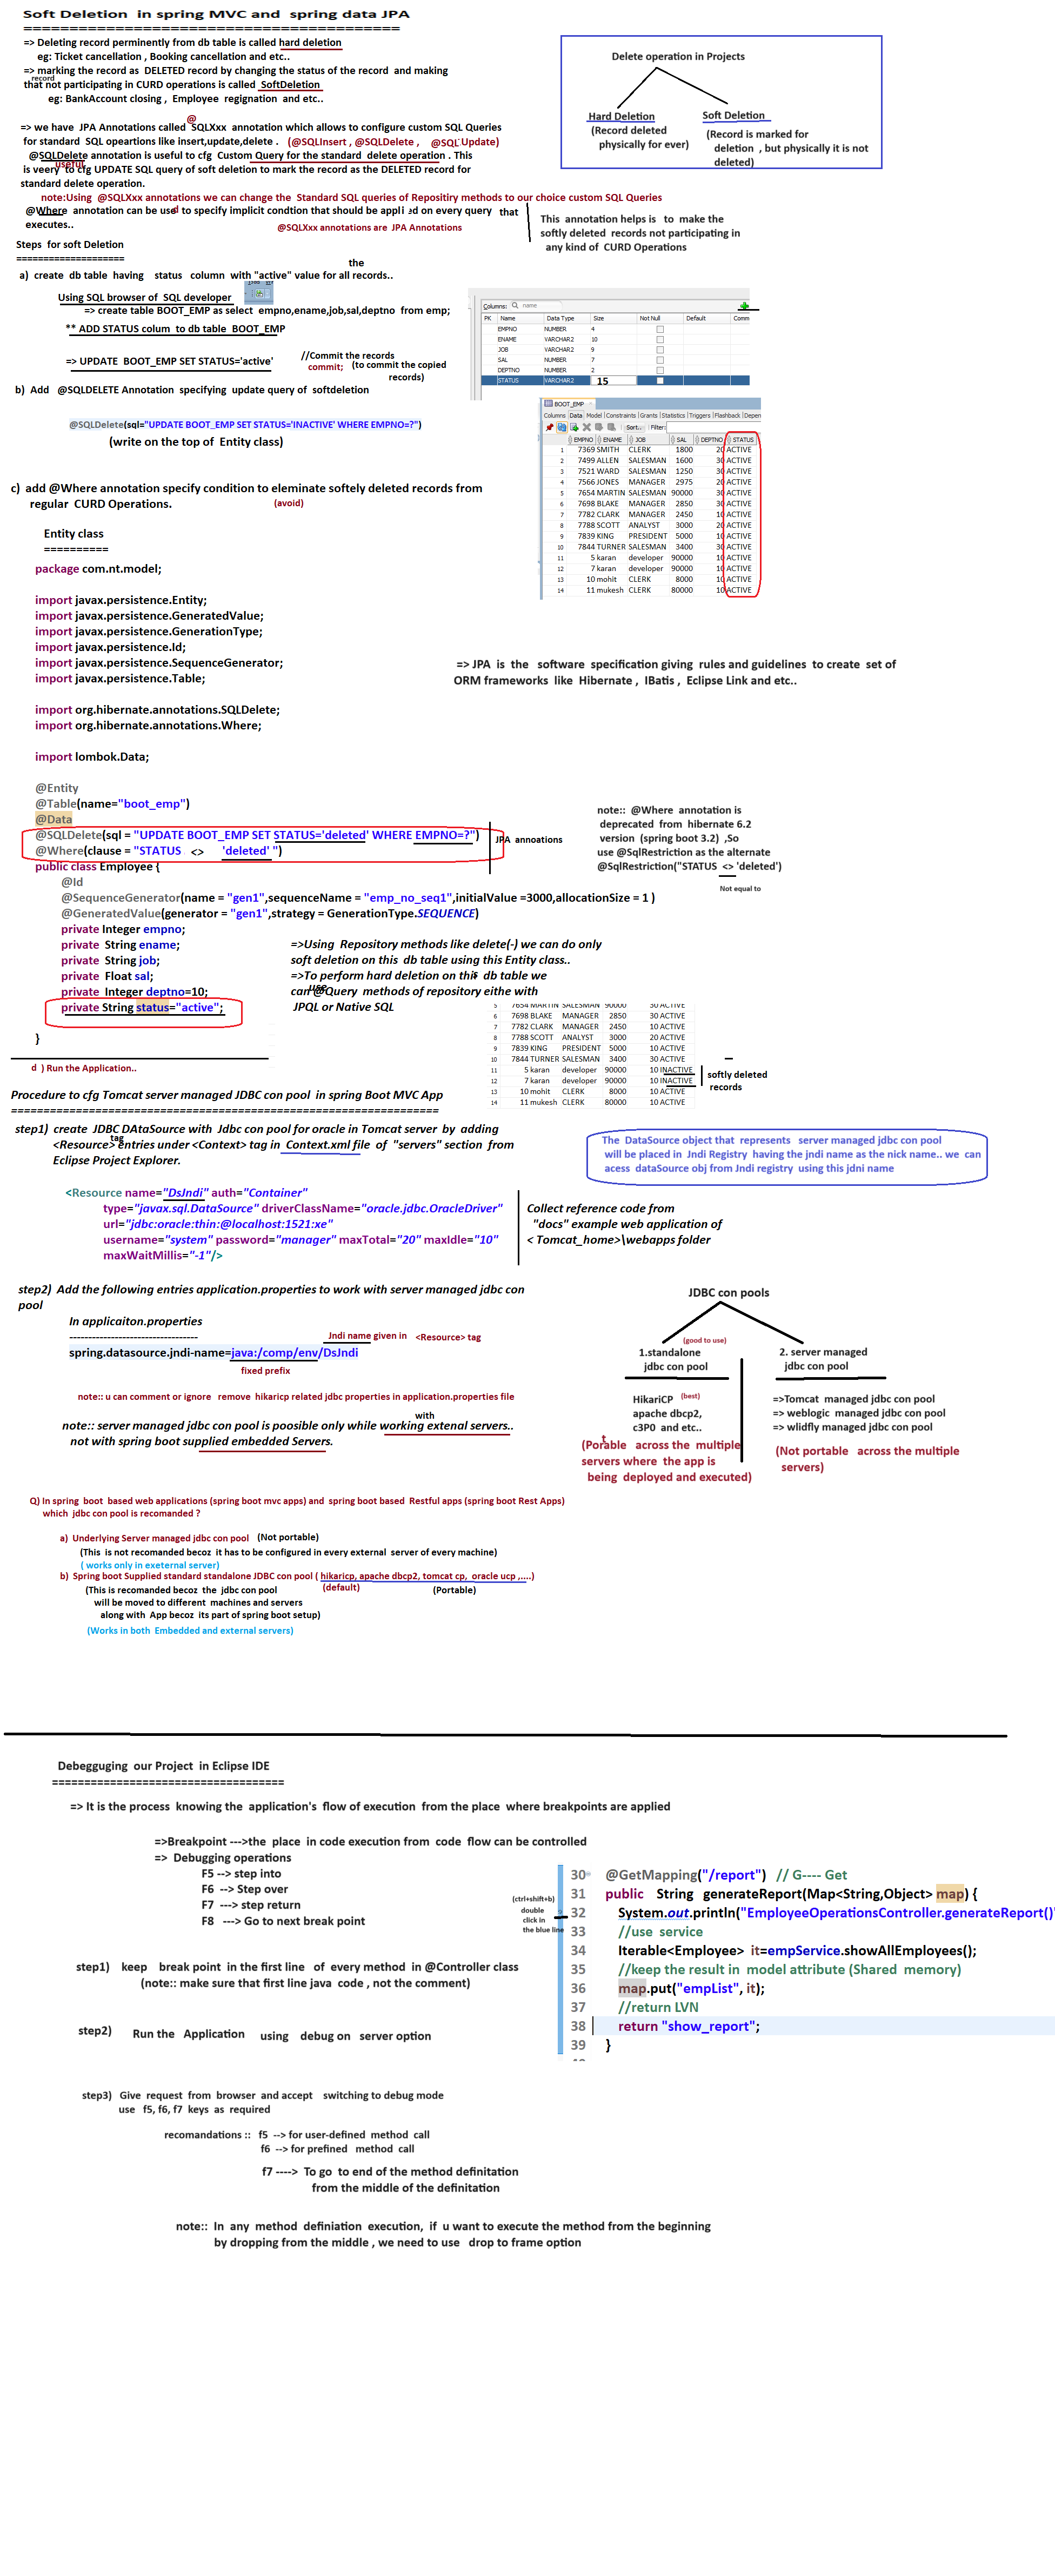 Soft Deletion in spring MVC and spring data JPA
=========================================
=> Deleting record perminently from db table is called hard deletion
eg: Ticket cancellation , Booking cancellation and etc..
=> marking the record as DELETED record by changing the status of the record and making
record
that not participating in CURD operations is called SoftDeletion
eg: BankAccount closing , Employee regignation and etc..
Delete operation in Projects
Hard Deletion
(Record deleted
physically for ever)
Soft Deletion
(Record is marked for
deletion , but physically it is not
deleted)
@
=> we have JPA Annotations called SQLXxx annotation which allows to configure custom SQL Queries
for standard SQL opeartions like insert,update,delete . (@SQLInsert , @SQLDelete , @SQL Update)
@SQLDelete annotation is useful to cfg Custom Query for the standard delete operation . This
useful
is veery to cfg UPDATE SQL query of soft deletion to mark the record as the DELETED record for
standard delete operation.
note:Using @SQLXxx annotations we can change the Standard SQL queries of Repositiry methods to our choice custom SQL Queries
@Where annotation can be used to specify implicit condtion that should be appli ed on every query that
executes..
@SQLXxx annotations are JPA Annotations
This annotation helps is to make the
softly deleted records not participating in
any kind of CURD Operations
Steps for soft Deletion
====================
the
a) create db table having status column with "active" value for all records..
Using SQL browser of SQL developer
=> create table BOOT_EMP as select empno,ename,job,sal,deptno from emp;
** ADD STATUS colum to db table BOOT_EMP
=> UPDATE BOOT_EMP SET STATUS='active'
//Commit the records
commit; (to commit the copied
records)
Columns: name
PK Name Data Type Size Not Null Default Comm
EMPNO NUMBER 4
ENAME VARCHAR2 10
JOB VARCHAR2 9
SAL NUMBER 7
DEPTNO NUMBER 2
STATUS VARCHAR2 15
b) Add @SQLDELETE Annotation specifying update query of softdeletion
@SQLDelete(sql="UPDATE BOOT_EMP SET STATUS='INACTIVE' WHERE EMPNO=?")
(write on the top of Entity class)
BOOT_EMP
Columns Data Model Constraints Grants Statistics Triggers Flashback Depen
Sort.. Filter:
EMPNO ENAME JOB SAL DEPTNO STATUS
1 7369 SMITH CLERK 1800 20 ACTIVE
2 7499 ALLEN SALESMAN 1600 30 ACTIVE
3 7521 WARD SALESMAN 1250 30 ACTIVE
4 7566 JONES MANAGER 2975 20 ACTIVE
5 7654 MARTIN SALESMAN 90000 30 ACTIVE
6 7698 BLAKE MANAGER 2850 30 ACTIVE
7 7782 CLARK MANAGER 2450 10 ACTIVE
8 7788 SCOTT ANALYST 3000 20 ACTIVE
9 7839 KING PRESIDENT 5000 10 ACTIVE
10 7844 TURNER SALESMAN 3400 30 ACTIVE
11 5 karan developer 90000 10 ACTIVE
12 7 karan developer 90000 10 ACTIVE
13 10 mohit CLERK 8000 10 ACTIVE
14 11 mukesh CLERK 80000 10 ACTIVE
c) add @Where annotation specify condition to eleminate softely deleted records from
regular CURD Operations. (avoid)
Entity class
==========
package com.nt.model;
import javax.persistence.Entity;
import javax.persistence.GeneratedValue;
import javax.persistence.GenerationType;
import javax.persistence.Id;
import javax.persistence.SequenceGenerator;
import javax.persistence.Table;
=> JPA is the software specification giving rules and guidelines to create set of
ORM frameworks like Hibernate , IBatis , Eclipse Link and etc..
import org.hibernate.annotations.SQLDelete;
import org.hibernate.annotations.Where;
import lombok.Data;
@Entity
@Table(name="boot_emp")
@Data
@SQLDelete(sql = "UPDATE BOOT_EMP SET STATUS='deleted' WHERE EMPNO=?")
@Where(clause = "STATUS <> 'deleted' ")
JPA annoations
public class Employee {
@Id
@SequenceGenerator(name = "gen1",sequenceName = "emp_no_seq1",initialValue =3000,allocationSize = 1 )
@GeneratedValue(generator = "gen1",strategy = GenerationType.SEQUENCE)
private Integer empno;
private String ename;
private String job;
private Float sal;
private Integer deptno=10;
private String status="active";
}
note:: @Where annotation is
deprecated from hibernate 6.2
version (spring boot 3.2) ,So
use @SqlRestriction as the alternate
@SqlRestriction("STATUS <> 'deleted')
Not equal to
=>Using Repository methods like delete(-) we can do only
soft deletion on this db table using this Entity class..
=>To perform hard deletion on this db table we
use
can @Query methods of repository eithe with
JPQL or Native SQL
5 7654 MARTIN SALESMAN 90000 30 ACTIVE
6 7698 BLAKE MANAGER 2850 30 ACTIVE
7 7782 CLARK MANAGER 2450 10 ACTIVE
8 7788 SCOTT ANALYST 3000 20 ACTIVE
9 7839 KING PRESIDENT 5000 10 ACTIVE
10 7844 TURNER SALESMAN 3400 30 ACTIVE
11 5 karan developer 90000 10 INACTIVE
12 7 karan developer 90000 10 INACTIVE
13 10 mohit CLERK 8000 10 ACTIVE
14 11 mukesh CLERK 80000 10 ACTIVE
softly deleted
records
d ) Run the Application..
Procedure to cfg Tomcat server managed JDBC con pool in spring Boot MVC App
==================================================================
step1) create JDBC DAtaSource with Jdbc con pool for oracle in Tomcat server by adding
tag
<Resource> entries under <Context> tag in Context.xml file of "servers" section from
Eclipse Project Explorer.
The DataSource object that represents server managed jdbc con pool
will be placed in Jndi Registry having the jndi name as the nick name.. we can
acess dataSource obj from Jndi registry using this jdni name
<Resource name="DsJndi" auth="Container"
type="javax.sql.DataSource" driverClassName="oracle.jdbc.OracleDriver"
url="jdbc:oracle:thin:@localhost:1521:xe"
username="system" password="manager" maxTotal="20" maxIdle="10"
maxWaitMillis="-1"/>
Collect reference code from
"docs" example web application of
< Tomcat_home>\webapps folder
step2) Add the following entries application.properties to work with server managed jdbc con
pool
In applicaiton.properties
----------------------------------
Jndi name given in <Resource> tag
spring.datasource.jndi-name=java:/comp/env/DsJndi
fixed prefix
note:: u can comment or ignore remove hikaricp related jdbc properties in application.properties file
with
note:: server managed jdbc con pool is posible only while working extenal servers..
not with spring boot supplied embedded Servers.
JDBC con pools
(good to use)
1.standalone
jdbc con pool
HikariCP (best)
apache dbcp2,
c3P0 and etc..
t
(Porable across the multiple
servers where the app is
being deployed and executed)
2. server managed
jdbc con pool
=>Tomcat managed jdbc con pool
=> weblogic managed jdbc con pool
=> wlidfly managed jdbc con pool
(Not portable across the multiple
servers)
Q) In spring boot based web applications (spring boot mvc apps) and spring boot based Restful apps (spring boot Rest Apps)
which jdbc con pool is recomanded ?
a) Underlying Server managed jdbc con pool (Not portable)
(This is not recomanded becoz it has to be configured in every external server of every machine)
( works only in exeternal server)
b) Spring boot Supplied standard standalone JDBC con pool ( hikaricp, apache dbcp2, tomcat cp, oracle ucp ,....)
(default) (Portable)
(This is recomanded becoz the jdbc con pool
will be moved to different machines and servers
along with App becoz its part of spring boot setup)
(Works in both Embedded and external servers)
Debegguging our Project in Eclipse IDE
====================================
=> It is the process knowing the application's flow of execution from the place where breakpoints are applied
=>Breakpoint --->the place in code execution from code flow can be controlled
=> Debugging operations
F5 --> step into
F6 --> Step over
F7 ---> step return
F8 ---> Go to next break point
(ctrl+shift+b)
double
click in
the blue line
30 @GetMapping("/report") // G---- Get
31 public String generateReport(Map<String,Object> map) {
32 System.out.println("EmployeeOperationsController.generateReport()"
33 //use service
34 Iterable<Employee> it=empService.showAllEmployees();
35 //keep the result in model attribute (Shared memory)
36 map.put("empList", it);
37 //return LVN
38 return "show_report";
39 }
step1) keep break point in the first line of every method in @Controller class
(note:: make sure that first line java code , not the comment)
step2) Run the Application using debug on server option
step3) Give request from browser and accept switching to debug mode
use f5, f6, f7 keys as required
recomandations :: f5 --> for user-defined method call
f6 --> for prefined method call
f7 ----> To go to end of the method definitation
from the middle of the definitation
note:: In any method definiation execution, if u want to execute the method from the beginning
by dropping from the middle , we need to use drop to frame option